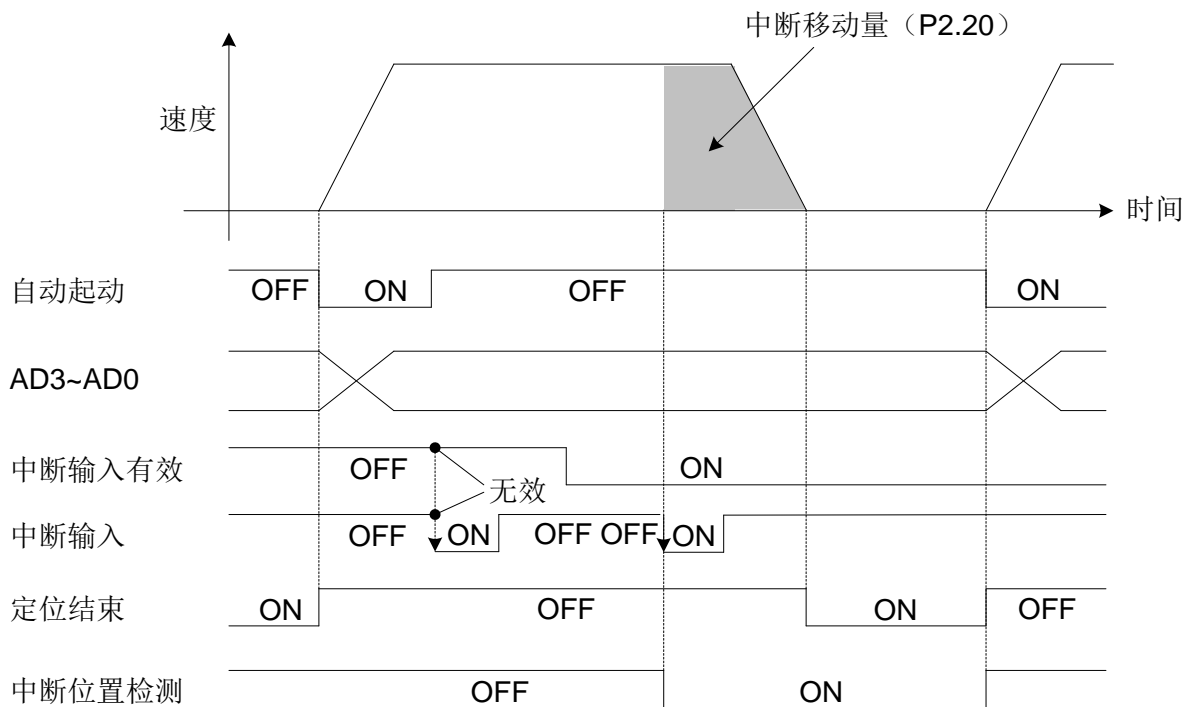 中断移动量（P2.20）
速度
时间
自动起动 OFF ON OFF ON
AD3~AD0
中断输入有效 OFF ON
无效
中断输入 OFF ON OFF OFF ON
定位结束 ON OFF ON OFF
中断位置检测 OFF ON